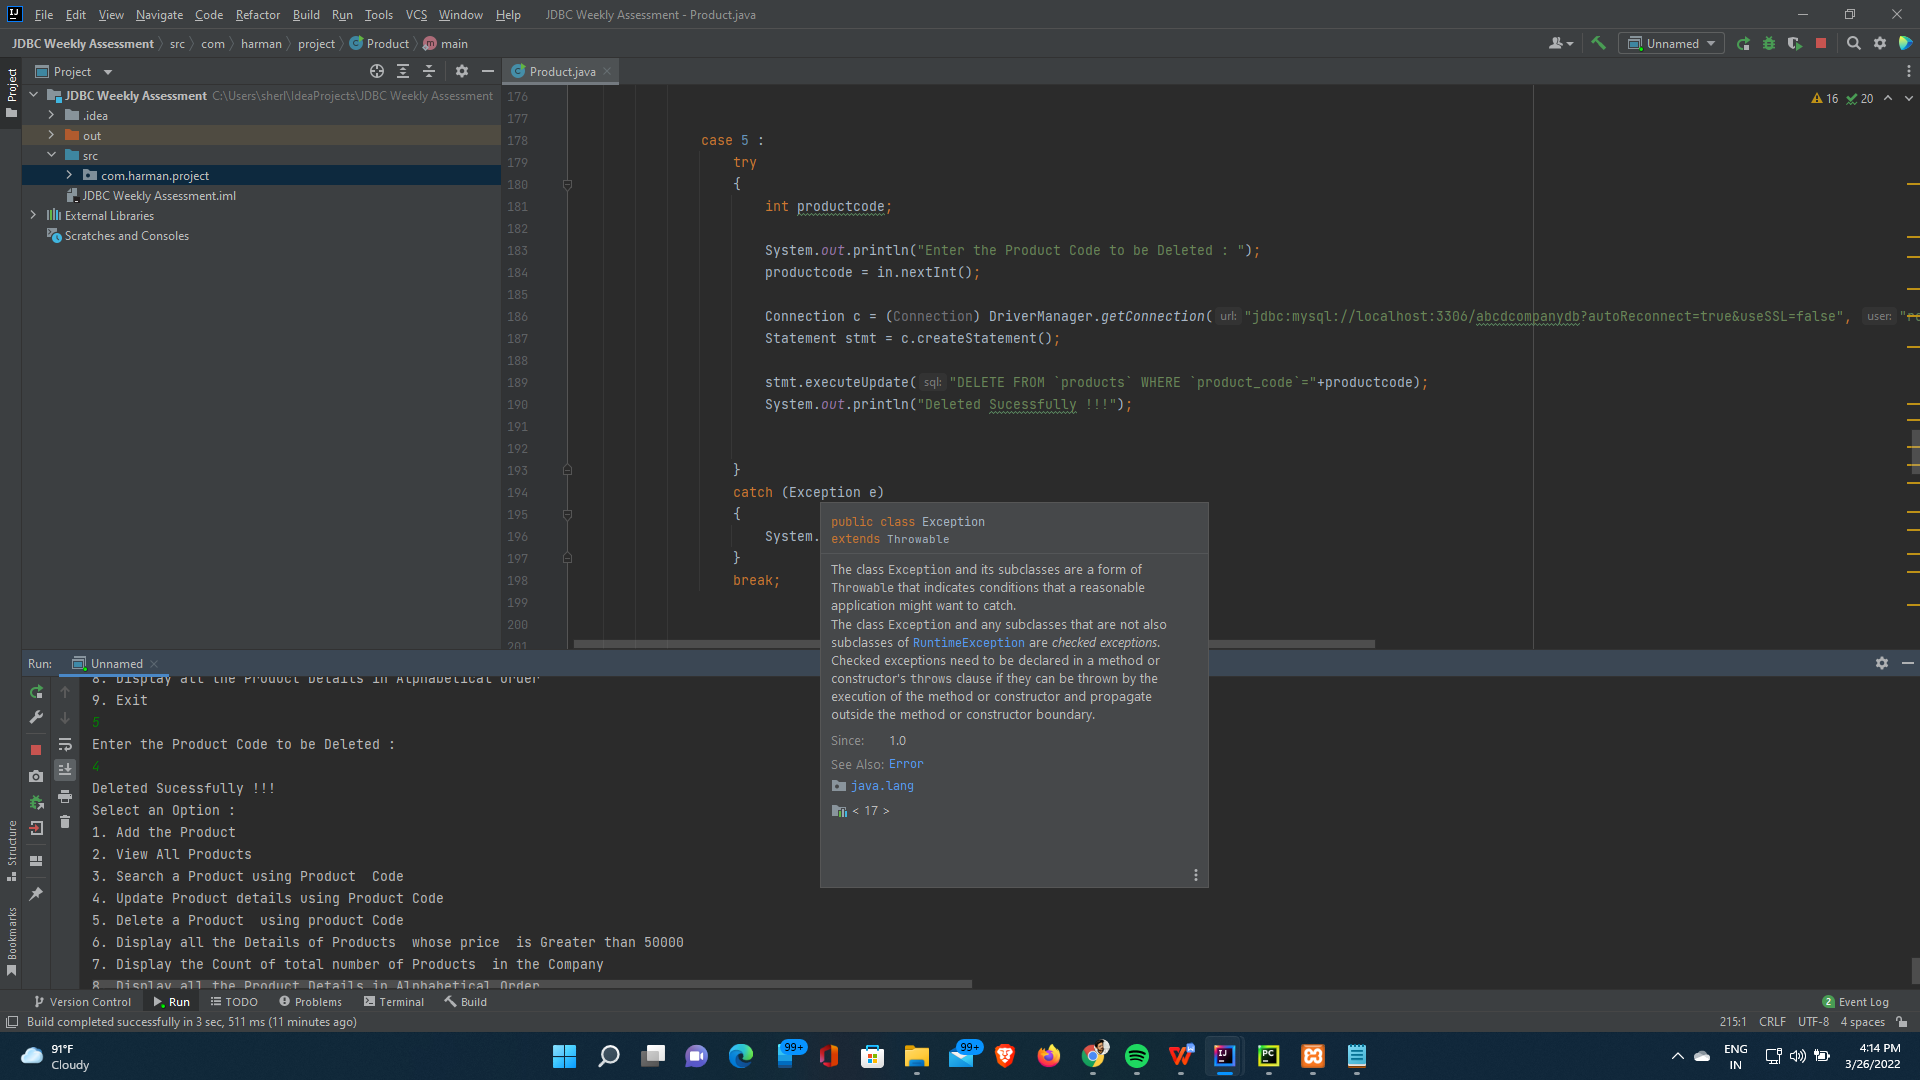 File Edit View Navigate Code Refactor Build Run Tools VCS Window Help JDBC Weekly Assessment - Product.java
JDBC Weekly Assessment src com harman project Product main
Unnamed
Project
Project
JDBC Weekly Assessment C:\Users\sherl\IdeaProjects\JDBC Weekly Assessment
.idea
out
src
com.harman.project
JDBC Weekly Assessment.iml
External Libraries
Scratches and Consoles
Product.java
16 20
176
177
178 case 5 :
179 try
180 {
181 int productcode;
182
183 System.out.println("Enter the Product Code to be Deleted : ");
184 productcode = in.nextInt();
185
186 Connection c = (Connection) DriverManager.getConnection( url: "jdbc:mysql://localhost:3306/abcdcompanydb?autoReconnect=true&useSSL=false", user:
187 Statement stmt = c.createStatement();
188
189 stmt.executeUpdate( sql: "DELETE FROM `products` WHERE `product_code`="+productcode);
190 System.out.println("Deleted Sucessfully !!!");
191
192
193 }
194 catch (Exception e)
195 {
196 System.
197 }
198 break;
199
200
201
public class Exception
extends Throwable
The class Exception and its subclasses are a form of
Throwable that indicates conditions that a reasonable
application might want to catch.
The class Exception and any subclasses that are not also
subclasses of RuntimeException are checked exceptions.
Checked exceptions need to be declared in a method or
constructor's throws clause if they can be thrown by the
execution of the method or constructor and propagate
outside the method or constructor boundary.
Since: 1.0
See Also: Error
java.lang
< 17 >
Run: Unnamed
8. Display all the Product Details in Alphabetical Order
9. Exit
5
Enter the Product Code to be Deleted :
4
Deleted Sucessfully !!!
Select an Option :
1. Add the Product
2. View All Products
3. Search a Product using Product  Code
4. Update Product details using Product Code
5. Delete a Product  using product Code
6. Display all the Details of Products  whose price  is Greater than 50000
7. Display the Count of total number of Products  in the Company
8. Display all the Product Details in Alphabetical Order
Structure
Bookmarks
Version Control Run TODO Problems Terminal Build
2 Event Log
Build completed successfully in 3 sec, 511 ms (11 minutes ago)
215:1 CRLF UTF-8 4 spaces
91°F
Cloudy
99+
99+
ENG
IN
4:14 PM
3/26/2022